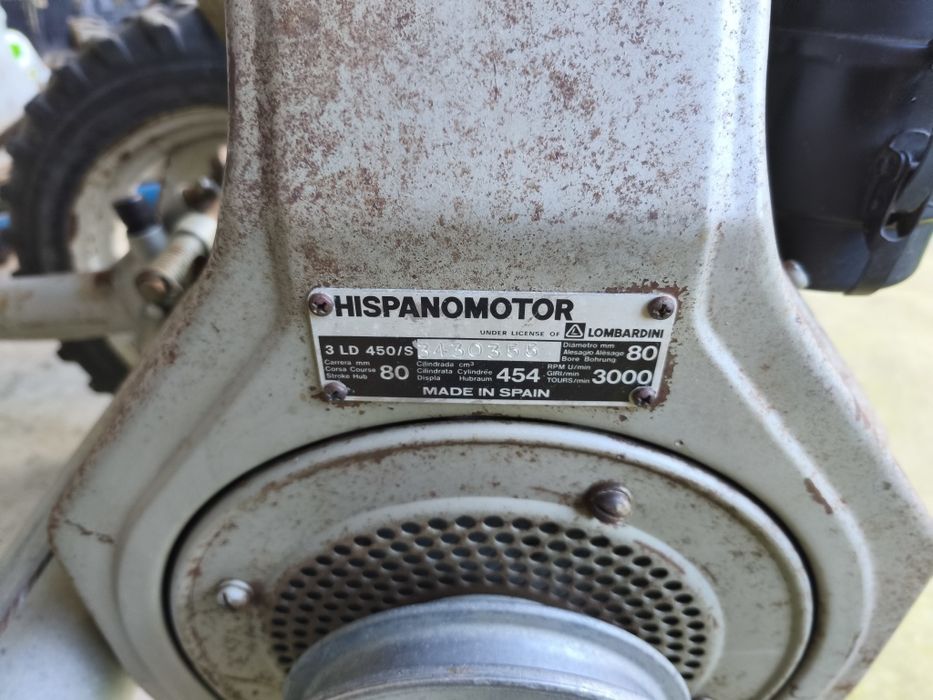 HISPANOMOTOR
UNDER LICENSE OF LOMBARDINI
3 LD 450/S 3430356
Diametro mm
Alesagio Alésage 80
Bore Bohrung
Carrera mm
Corsa Course 80
Stroke Hub
Cilindrada cm³
Cilindrata Cylindrée 454
Displa Hubraum
RPM U/min
GIRI/min 3000
TOURS/min
MADE IN SPAIN